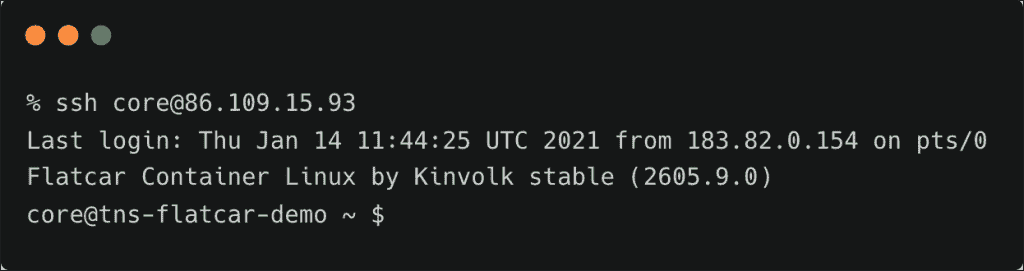 % ssh core@86.109.15.93
Last login: Thu Jan 14 11:44:25 UTC 2021 from 183.82.0.154 on pts/0
Flatcar Container Linux by Kinvolk stable (2605.9.0)
core@tns-flatcar-demo ~ $